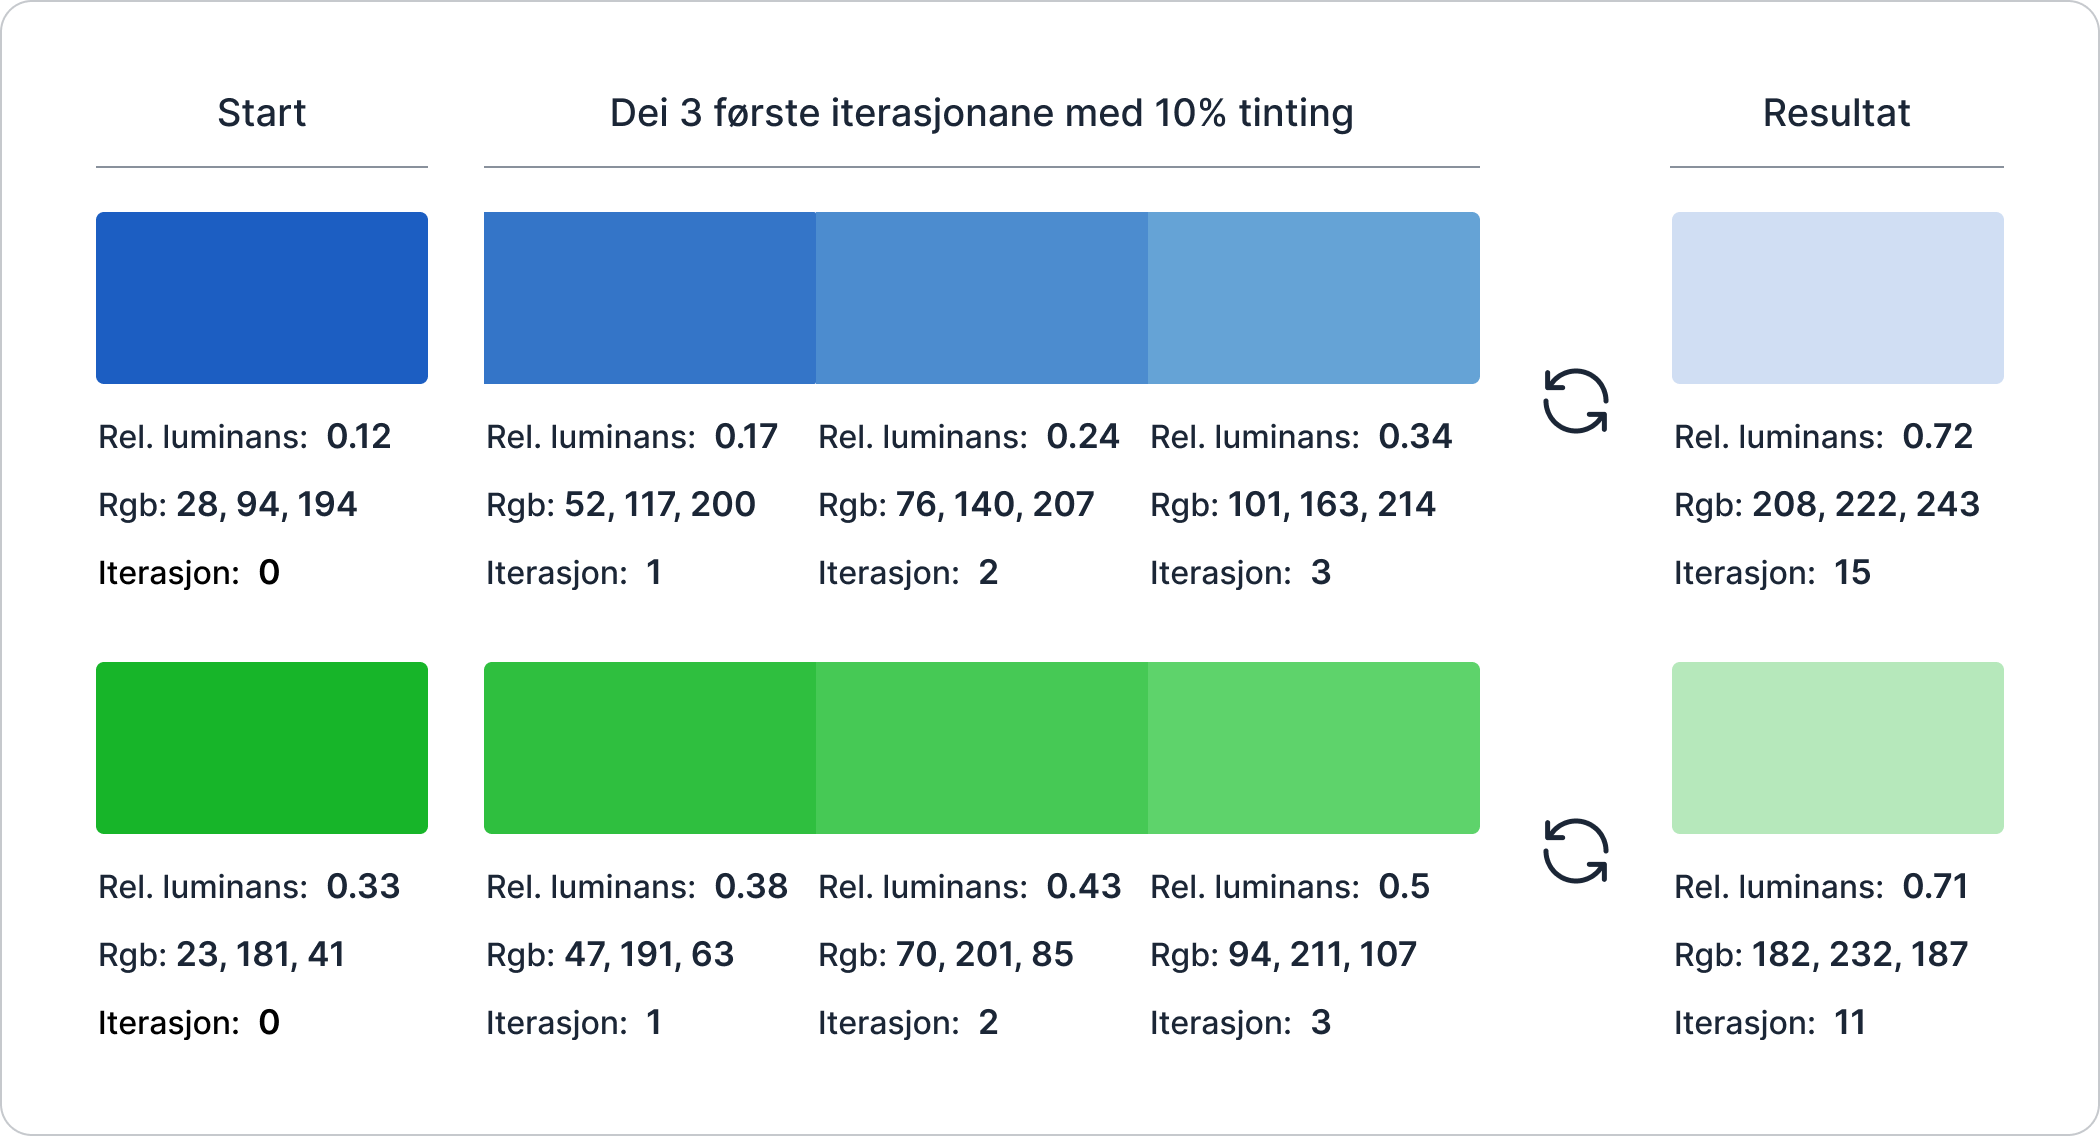 Start
Dei 3 første iterasjonane med 10% tinting
Resultat
Rel. luminans: 0.12
Rgb: 28, 94, 194
Iterasjon: 0
Rel. luminans: 0.17
Rgb: 52, 117, 200
Iterasjon: 1
Rel. luminans: 0.24
Rgb: 76, 140, 207
Iterasjon: 2
Rel. luminans: 0.34
Rgb: 101, 163, 214
Iterasjon: 3
Rel. luminans: 0.72
Rgb: 208, 222, 243
Iterasjon: 15
Rel. luminans: 0.33
Rgb: 23, 181, 41
Iterasjon: 0
Rel. luminans: 0.38
Rgb: 47, 191, 63
Iterasjon: 1
Rel. luminans: 0.43
Rgb: 70, 201, 85
Iterasjon: 2
Rel. luminans: 0.5
Rgb: 94, 211, 107
Iterasjon: 3
Rel. luminans: 0.71
Rgb: 182, 232, 187
Iterasjon: 11